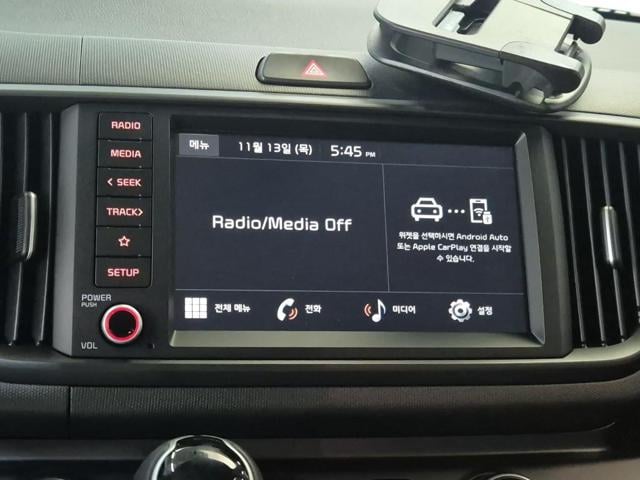 RADIO
MEDIA
< SEEK
TRACK>
SETUP
POWER
PUSH
VOL
메뉴
11월 13일 (목)
5:45 PM
Radio/Media Off
위젯을 선택하시면 Android Auto
또는 Apple CarPlay 연결을 시작할
수 있습니다.
전체 메뉴
전화
미디어
설정